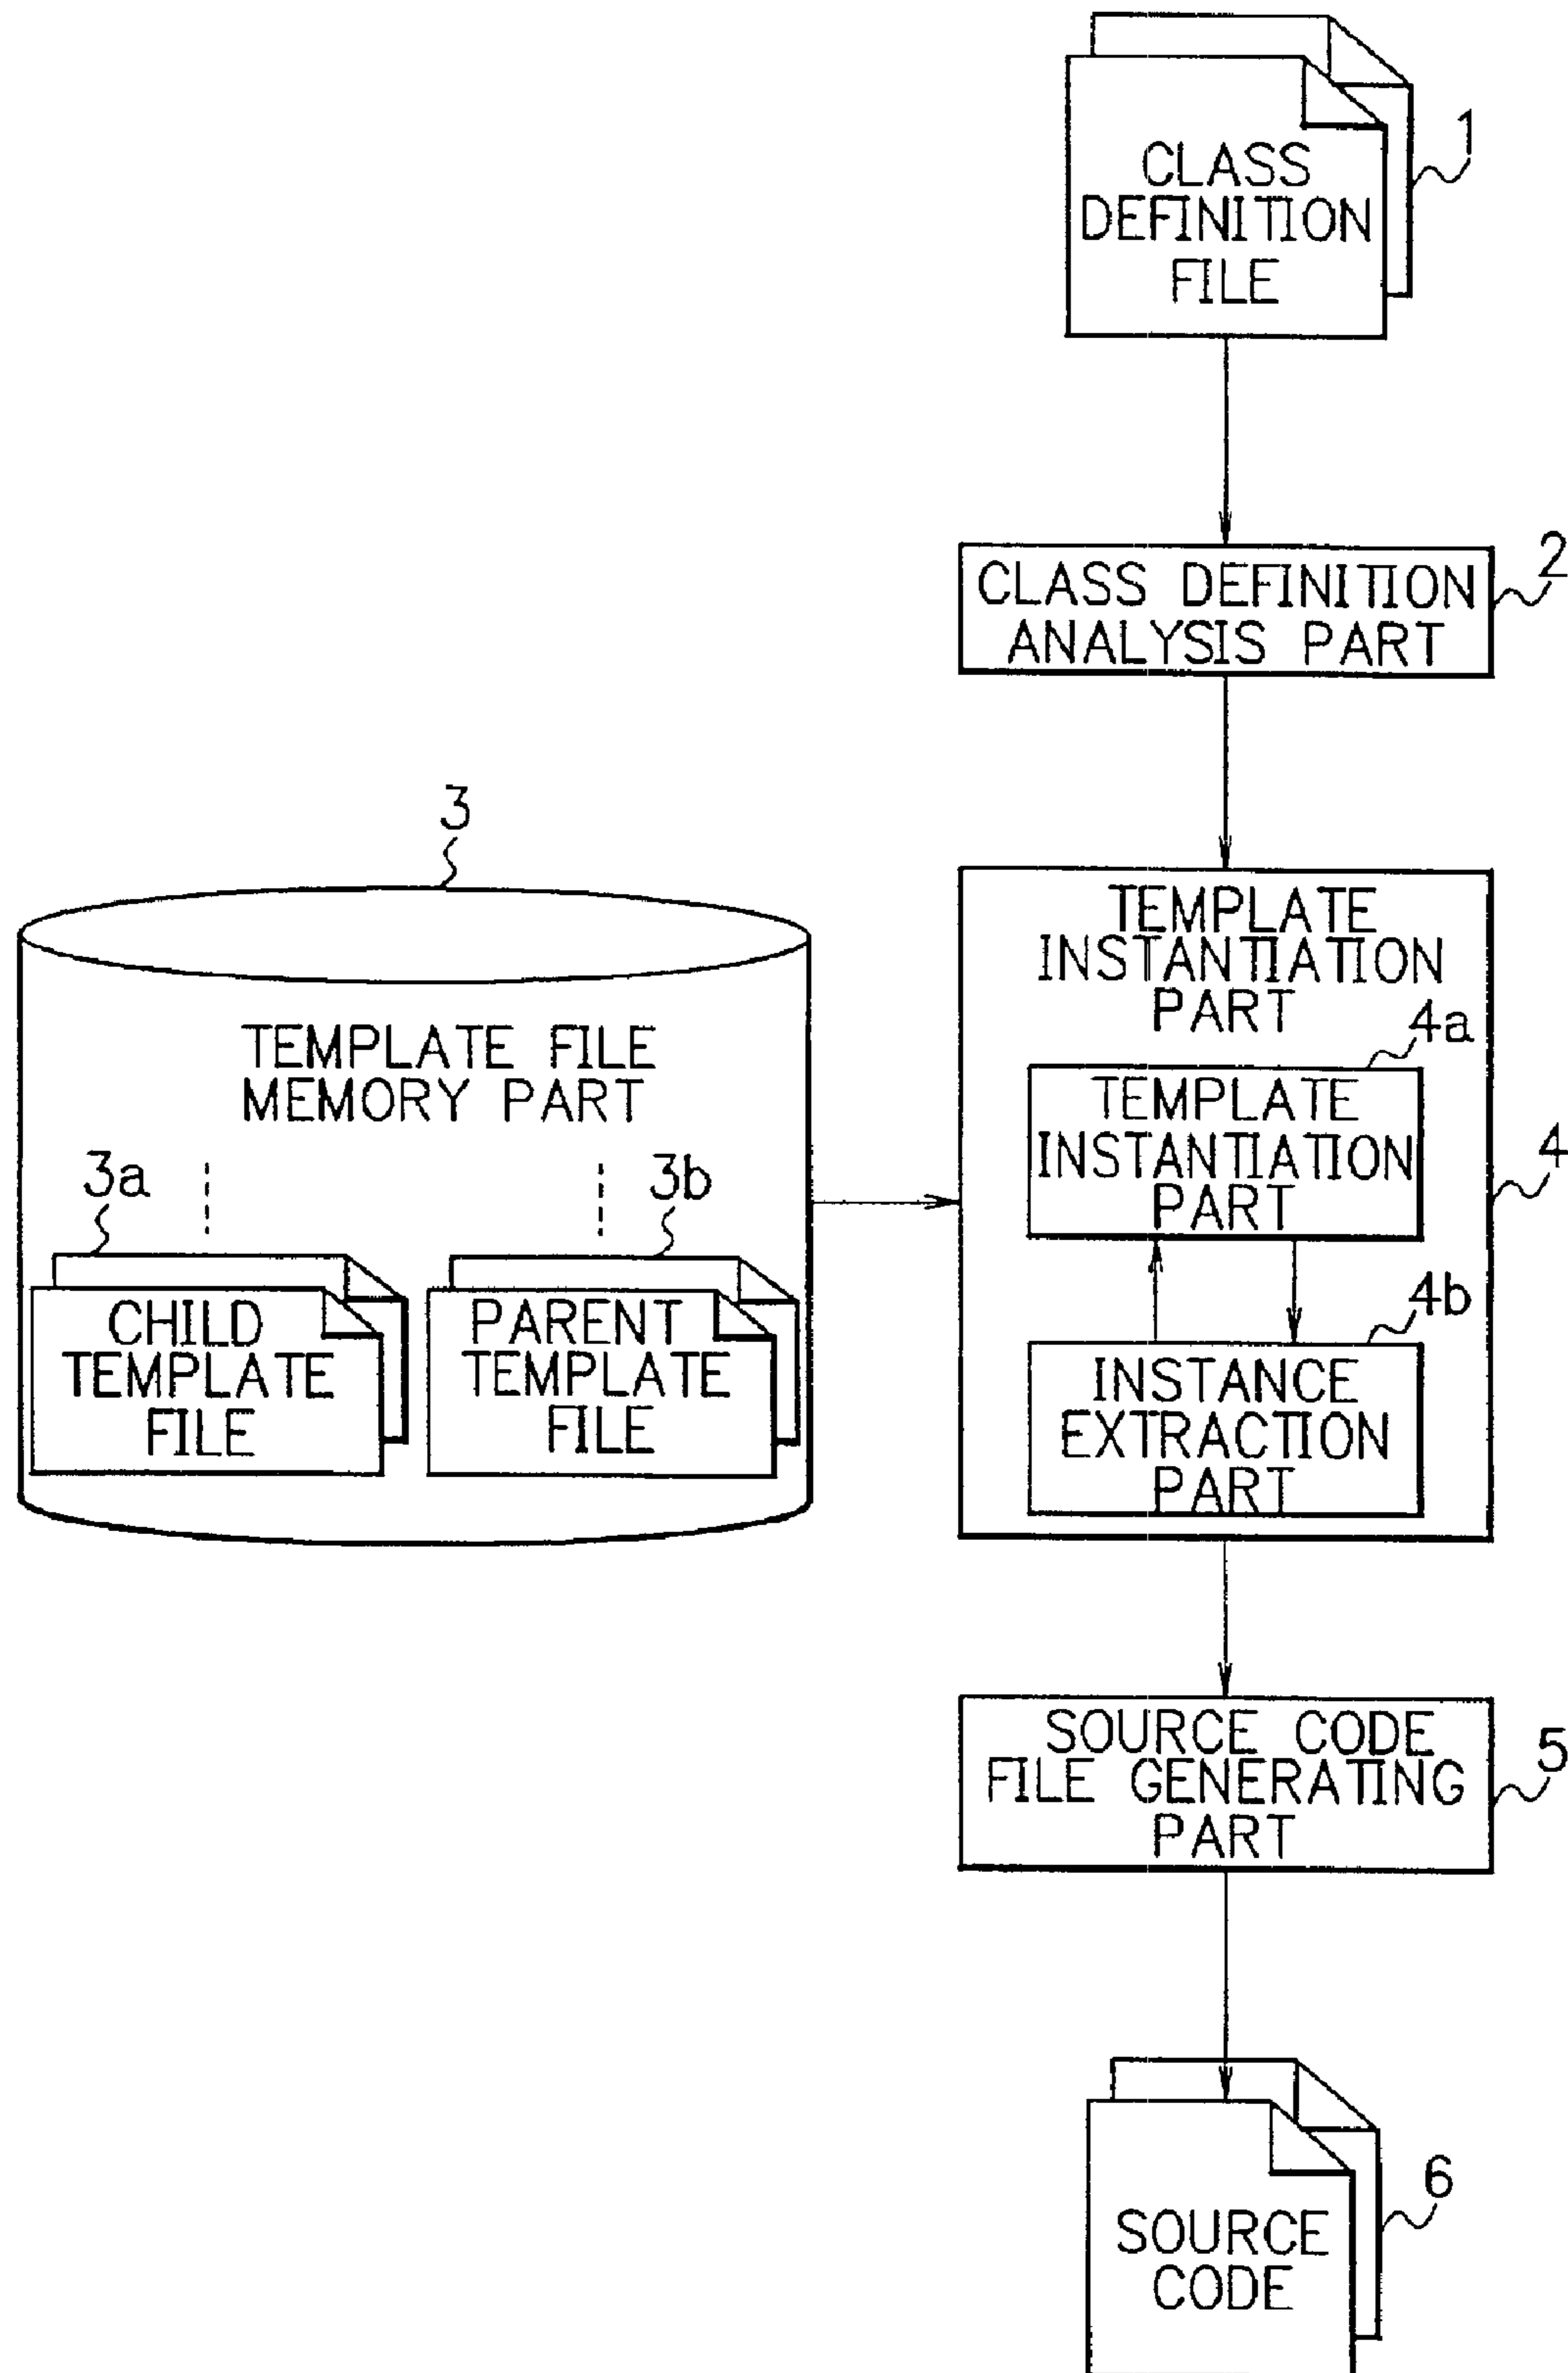 1
CLASS
DEFINITION
FILE
2
CLASS DEFINITION
ANALYSIS PART
3
TEMPLATE FILE
MEMORY PART
3a
3b
CHILD
TEMPLATE
FILE
PARENT
TEMPLATE
FILE
TEMPLATE
INSTANTIATION
PART
4a
TEMPLATE
INSTANTIATION
PART
4
4b
INSTANCE
EXTRACTION
PART
SOURCE CODE
FILE GENERATING
PART
5
6
SOURCE
CODE